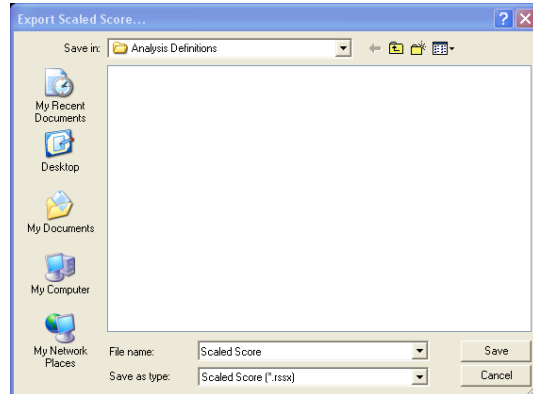 Export Scaled Score...
Save in:
Analysis Definitions
My Recent
Documents
Desktop
My Documents
My Computer
My Network
Places
File name:
Scaled Score
Save
Save as type:
Scaled Score (*.rssx)
Cancel